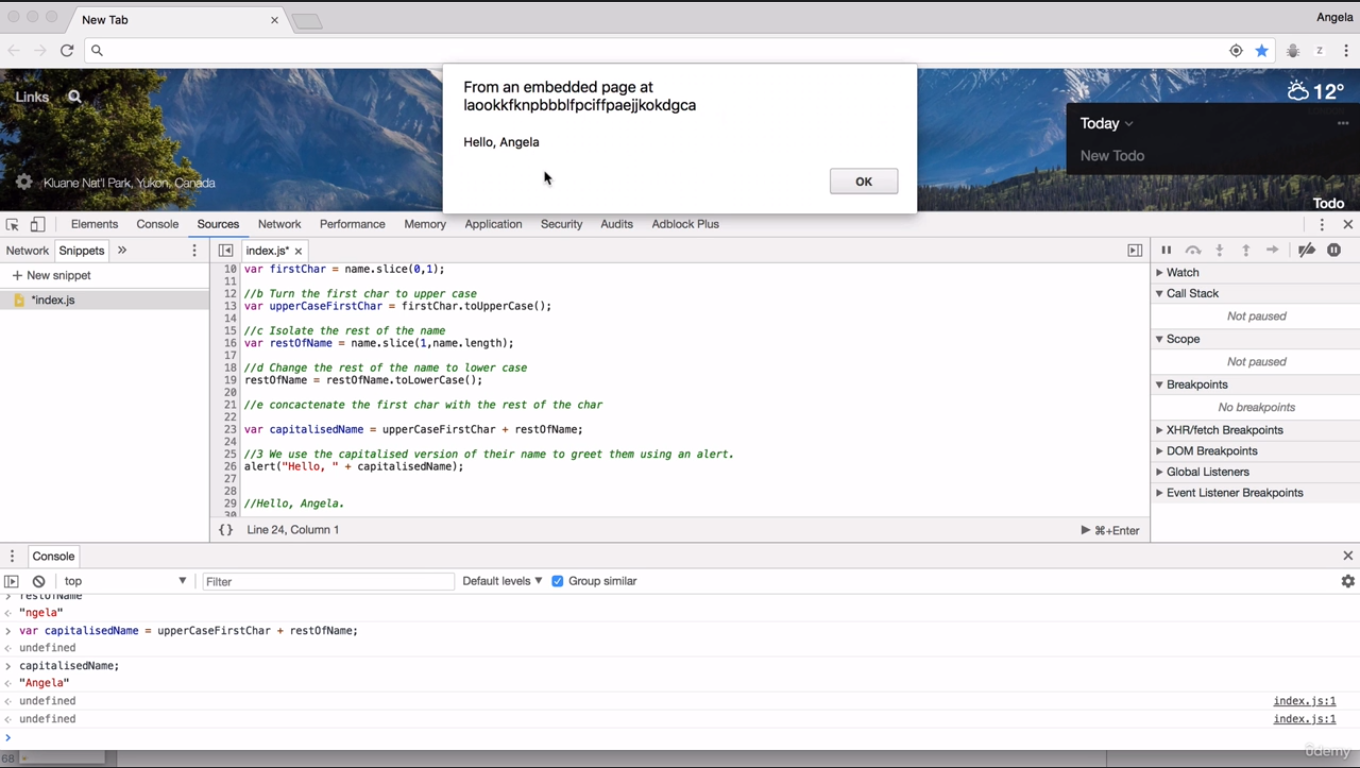 New Tab
Angela
From an embedded page at
laookkfknpbbblfpciffpaejjkokdgca
Hello, Angela
OK
Links
12°
Today
New Todo
Kluane Nat'l Park, Yukon, Canada
Todo
Elements Console Sources Network Performance Memory Application Security Audits Adblock Plus
Network Snippets »
index.js* ×
+ New snippet
*index.js
10 var firstChar = name.slice(0,1);
11
12 //b Turn the first char to upper case
13 var upperCaseFirstChar = firstChar.toUpperCase();
14
15 //c Isolate the rest of the name
16 var restOfName = name.slice(1,name.length);
17
18 //d Change the rest of the name to lower case
19 restOfName = restOfName.toLowerCase();
20
21 //e concactenate the first char with the rest of the char
22
23 var capitalisedName = upperCaseFirstChar + restOfName;
24
25 //3 We use the capitalised version of their name to greet them using an alert.
26 alert("Hello, " + capitalisedName);
27
28
29 //Hello, Angela.
30
{} Line 24, Column 1
⌘+Enter
Watch
Call Stack
Not paused
Scope
Not paused
Breakpoints
No breakpoints
XHR/fetch Breakpoints
DOM Breakpoints
Global Listeners
Event Listener Breakpoints
Console
top
Filter
Default levels
Group similar
restOfName
"ngela"
var capitalisedName = upperCaseFirstChar + restOfName;
undefined
capitalisedName;
"Angela"
undefined index.js:1
undefined index.js:1
68
ûdemy